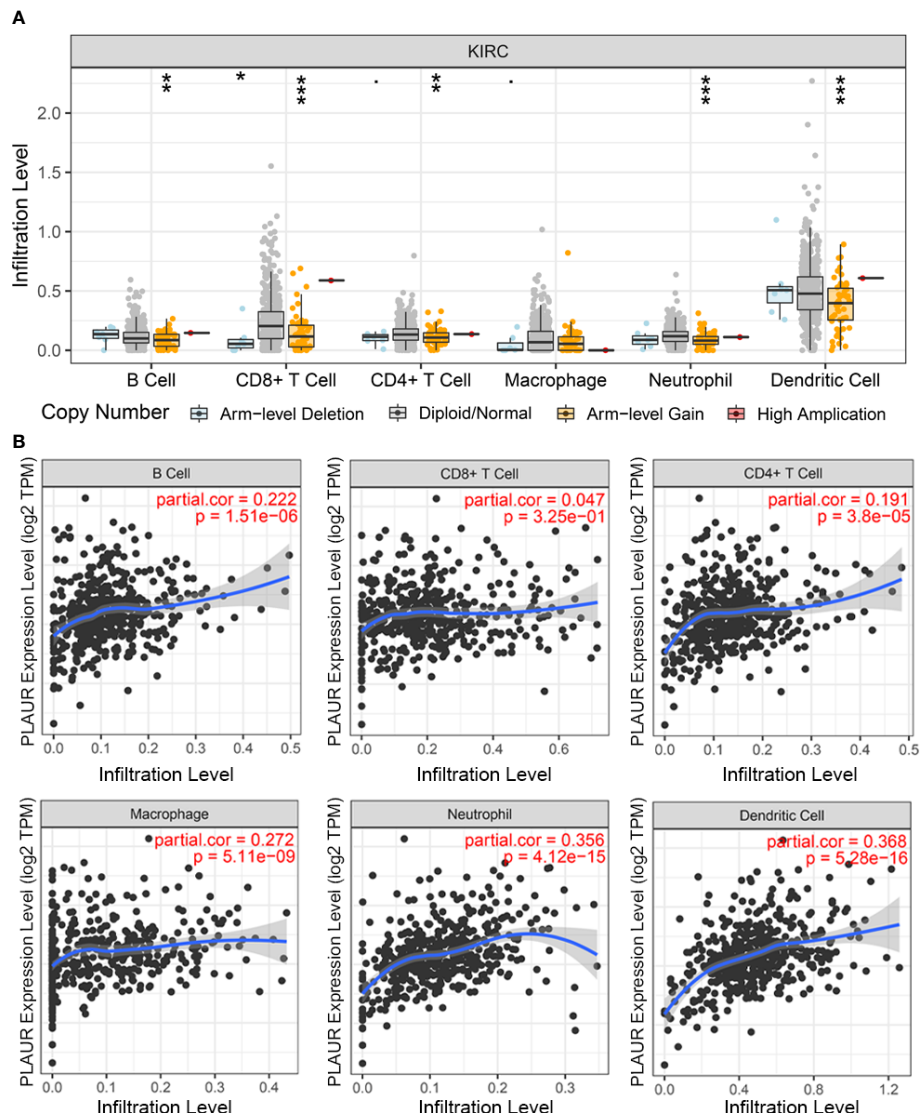 A
KIRC
* * * * * * * * * * * * * *
Infiltration Level
2.0
1.5
1.0
0.5
0.0
B Cell CD8+ T Cell CD4+ T Cell Macrophage Neutrophil Dendritic Cell
Copy Number Arm-level Deletion Diploid/Normal Arm-level Gain High Amplication
B
B Cell
partial.cor = 0.222
p = 1.51e-06
PLAUR Expression Level (log2 TPM)
0.0 0.1 0.2 0.3 0.4 0.5
Infiltration Level
CD8+ T Cell
partial.cor = 0.047
p = 3.25e-01
PLAUR Expression Level (log2 TPM)
0.0 0.2 0.4 0.6
Infiltration Level
CD4+ T Cell
partial.cor = 0.191
p = 3.8e-05
PLAUR Expression Level (log2 TPM)
0.0 0.1 0.2 0.3 0.4 0.5
Infiltration Level
Macrophage
partial.cor = 0.272
p = 5.11e-09
PLAUR Expression Level (log2 TPM)
0.0 0.1 0.2 0.3 0.4
Infiltration Level
Neutrophil
partial.cor = 0.356
p = 4.12e-15
PLAUR Expression Level (log2 TPM)
0.0 0.1 0.2 0.3
Infiltration Level
Dendritic Cell
partial.cor = 0.368
p = 5.28e-16
PLAUR Expression Level (log2 TPM)
0.0 0.4 0.8 1.2
Infiltration Level